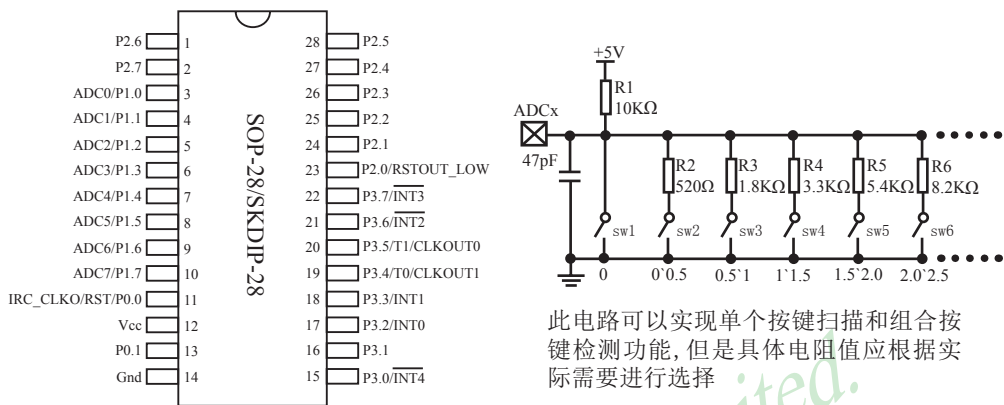 P2.6 1 28 P2.5
P2.7 2 27 P2.4
ADC0/P1.0 3 26 P2.3
ADC1/P1.1 4 25 P2.2
ADC2/P1.2 5 24 P2.1
ADC3/P1.3 6 23 P2.0/RSTOUT_LOW
ADC4/P1.4 7 22 P3.7/INT3
ADC5/P1.5 8 21 P3.6/INT2
ADC6/P1.6 9 20 P3.5/T1/CLKOUT0
ADC7/P1.7 10 19 P3.4/T0/CLKOUT1
IRC_CLKO/RST/P0.0 11 18 P3.3/INT1
Vcc 12 17 P3.2/INT0
P0.1 13 16 P3.1
Gnd 14 15 P3.0/INT4
SOP-28/SKDIP-28
+5V
R1
10KΩ
ADCx
47pF
R2 R3 R4 R5 R6
520Ω 1.8KΩ 3.3KΩ 5.4KΩ 8.2KΩ
sw1 sw2 sw3 sw4 sw5 sw6
0 0`0.5 0.5`1 1`1.5 1.5`2.0 2.0`2.5
此电路可以实现单个按键扫描和组合按
键检测功能,但是具体电阻值应根据实
际需要进行选择
ited.